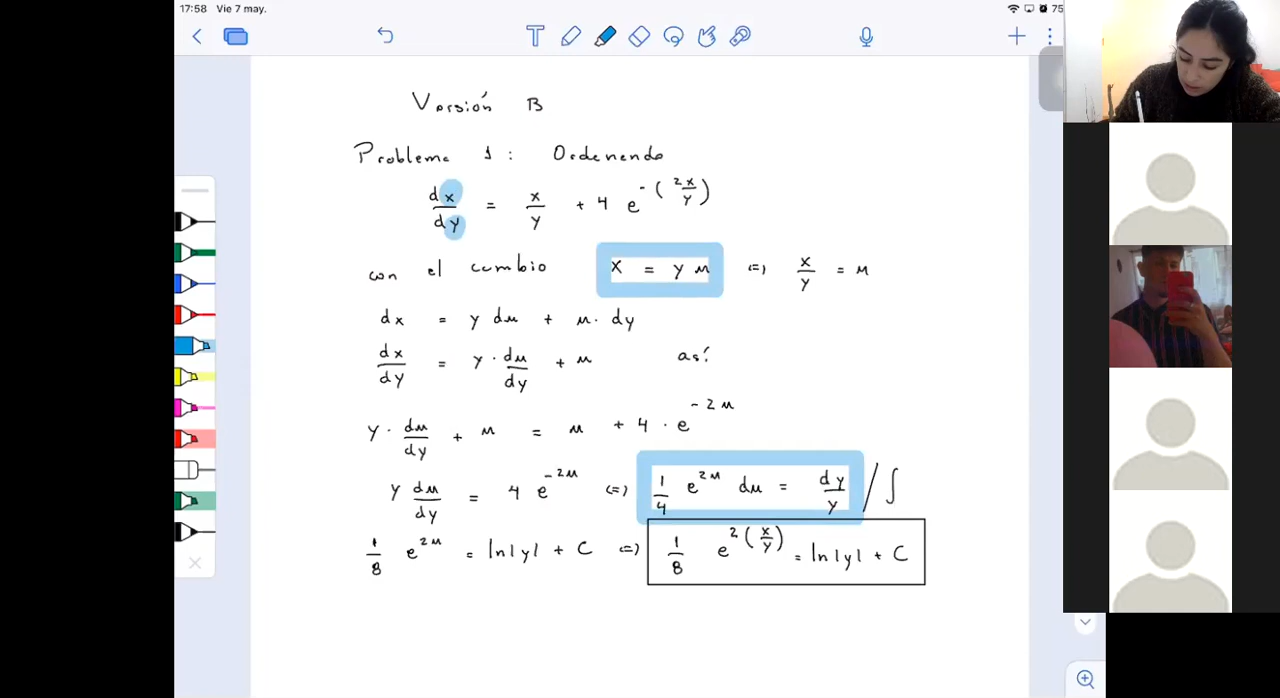 17:58 Vie 7 may. 75
Versión B
Problema 1 : Ordenando
dx/dy = x/y + 4 e^-(2x/y)
con el cambio x = y u <=> x/y = u
dx = y du + u · dy
dx/dy = y · du/dy + u así
y · du/dy + u = u + 4 · e^-2u
y du/dy = 4 e^-2u <=> 1/4 e^2u du = dy/y / ∫
1/8 e^2u = ln|y| + C <=> 1/8 e^2(x/y) = ln|y| + C